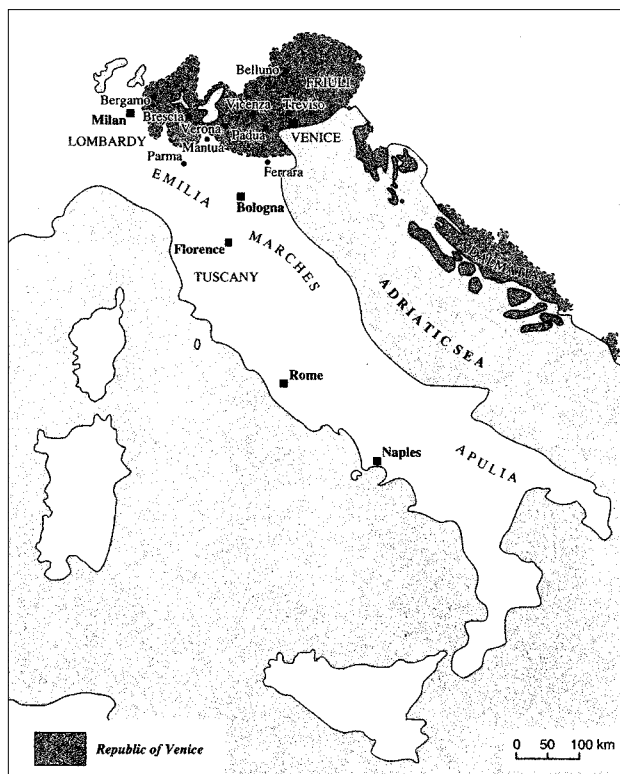 Belluno
FRIULI
Bergamo
Vicenza
Treviso
Milan
Brescia
Verona
Padua
VENICE
LOMBARDY
Mantua
Parma
Ferrara
EMILIA
Bologna
Florence
MARCHES
TUSCANY
ADRIATIC SEA
Rome
Naples
APULIA
Republic of Venice
0 50 100 km